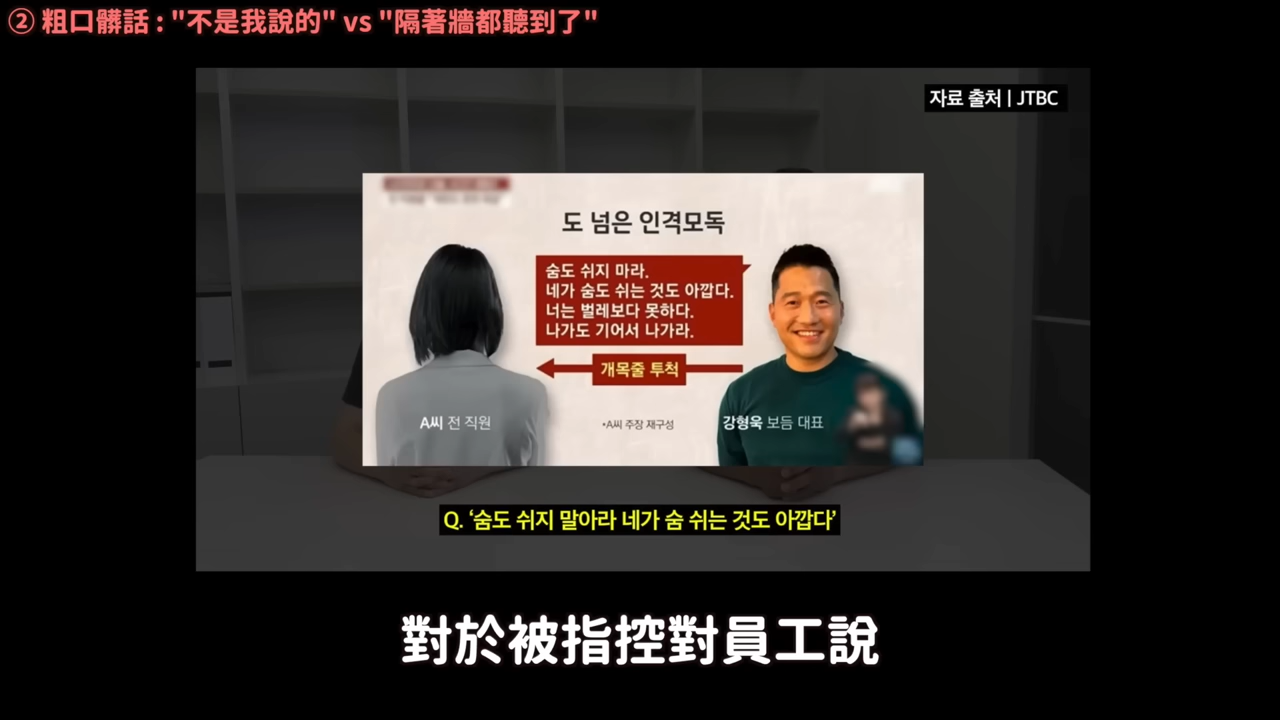 ② 粗口髒話 : "不是我說的" vs "隔著牆都聽到了"
자료 출처 | JTBC
도 넘은 인격모독
숨도 쉬지 마라.
네가 숨도 쉬는 것도 아깝다.
너는 벌레보다 못하다.
나가도 기어서 나가라.
개목줄 투척
A씨 전 직원
•A씨 주장 재구성
강형욱 보듬 대표
Q. ‘숨도 쉬지 말아라 네가 숨 쉬는 것도 아깝다’
對於被指控對員工說